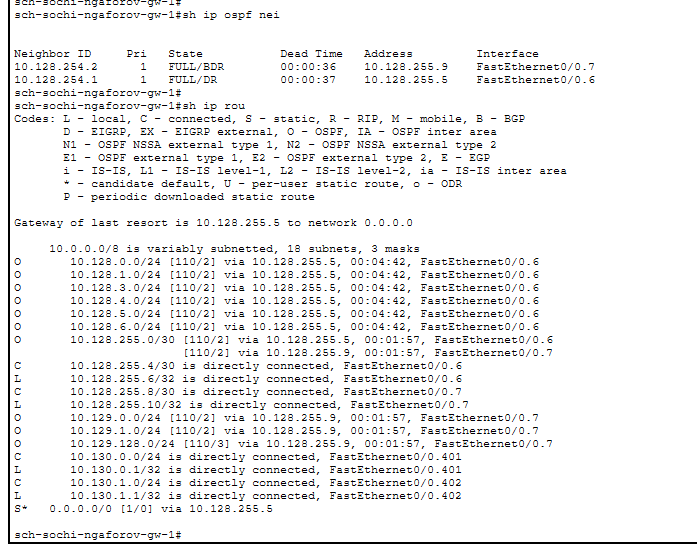 sch-sochi-ngaforov-gw-1#
sch-sochi-ngaforov-gw-1#sh ip ospf nei
Neighbor ID     Pri   State           Dead Time   Address         Interface
10.128.254.2      1   FULL/BDR        00:00:36    10.128.255.9    FastEthernet0/0.7
10.128.254.1      1   FULL/DR         00:00:37    10.128.255.5    FastEthernet0/0.6
sch-sochi-ngaforov-gw-1#
sch-sochi-ngaforov-gw-1#sh ip rou
Codes: L - local, C - connected, S - static, R - RIP, M - mobile, B - BGP
       D - EIGRP, EX - EIGRP external, O - OSPF, IA - OSPF inter area
       N1 - OSPF NSSA external type 1, N2 - OSPF NSSA external type 2
       E1 - OSPF external type 1, E2 - OSPF external type 2, E - EGP
       i - IS-IS, L1 - IS-IS level-1, L2 - IS-IS level-2, ia - IS-IS inter area
       * - candidate default, U - per-user static route, o - ODR
       P - periodic downloaded static route
Gateway of last resort is 10.128.255.5 to network 0.0.0.0
     10.0.0.0/8 is variably subnetted, 18 subnets, 3 masks
O       10.128.0.0/24 [110/2] via 10.128.255.5, 00:04:42, FastEthernet0/0.6
O       10.128.1.0/24 [110/2] via 10.128.255.5, 00:04:42, FastEthernet0/0.6
O       10.128.3.0/24 [110/2] via 10.128.255.5, 00:04:42, FastEthernet0/0.6
O       10.128.4.0/24 [110/2] via 10.128.255.5, 00:04:42, FastEthernet0/0.6
O       10.128.5.0/24 [110/2] via 10.128.255.5, 00:04:42, FastEthernet0/0.6
O       10.128.6.0/24 [110/2] via 10.128.255.5, 00:04:42, FastEthernet0/0.6
O       10.128.255.0/30 [110/2] via 10.128.255.5, 00:01:57, FastEthernet0/0.6
                        [110/2] via 10.128.255.9, 00:01:57, FastEthernet0/0.7
C       10.128.255.4/30 is directly connected, FastEthernet0/0.6
L       10.128.255.6/32 is directly connected, FastEthernet0/0.6
C       10.128.255.8/30 is directly connected, FastEthernet0/0.7
L       10.128.255.10/32 is directly connected, FastEthernet0/0.7
O       10.129.0.0/24 [110/2] via 10.128.255.9, 00:01:57, FastEthernet0/0.7
O       10.129.1.0/24 [110/2] via 10.128.255.9, 00:01:57, FastEthernet0/0.7
O       10.129.128.0/24 [110/3] via 10.128.255.9, 00:01:57, FastEthernet0/0.7
C       10.130.0.0/24 is directly connected, FastEthernet0/0.401
L       10.130.0.1/32 is directly connected, FastEthernet0/0.401
C       10.130.1.0/24 is directly connected, FastEthernet0/0.402
L       10.130.1.1/32 is directly connected, FastEthernet0/0.402
S*   0.0.0.0/0 [1/0] via 10.128.255.5
sch-sochi-ngaforov-gw-1#